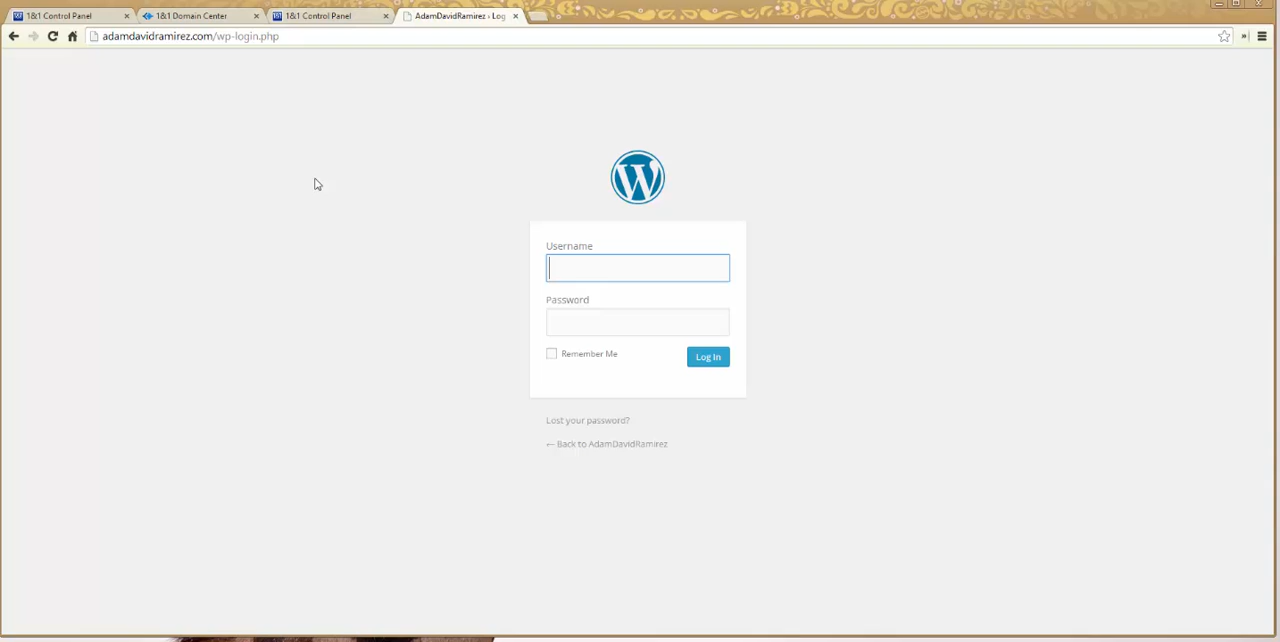 1&1 Control Panel
1&1 Domain Center
1&1 Control Panel
AdamDavidRamirez › Log
adamdavidramirez.com/wp-login.php
Username
Password
Remember Me
Log In
Lost your password?
← Back to AdamDavidRamirez